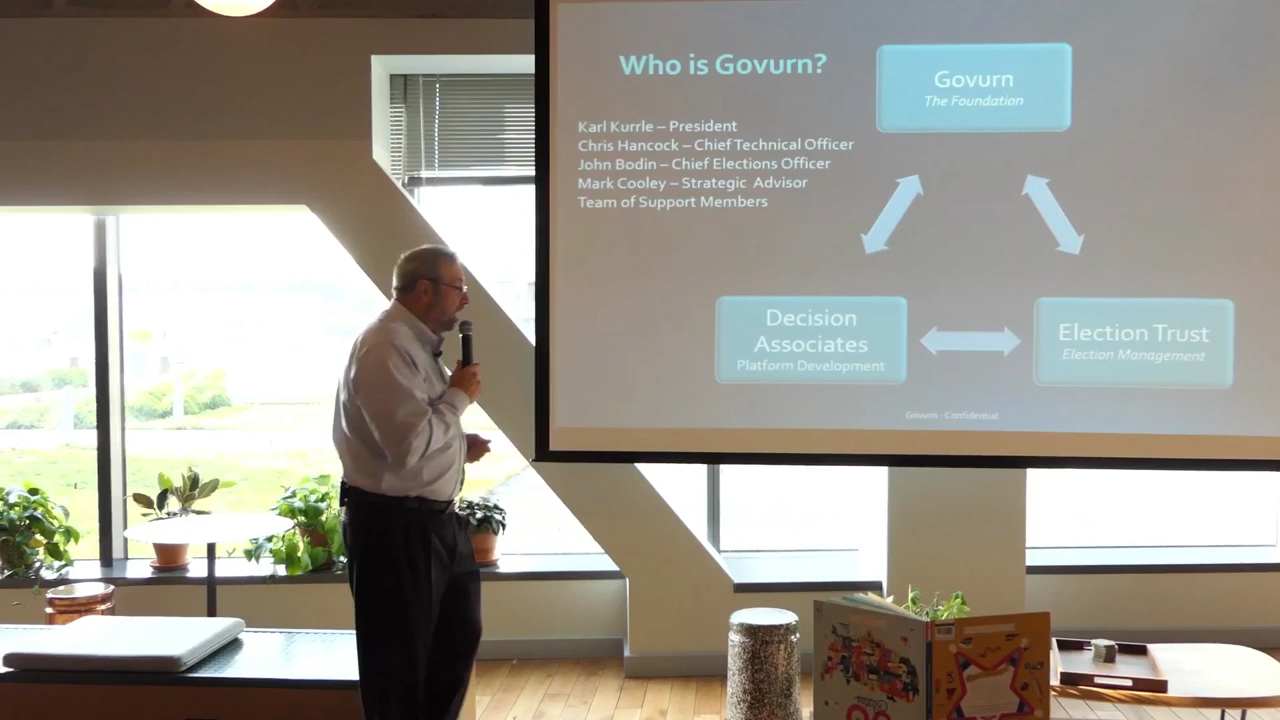 Who is Govurn?
Karl Kurrle – President
Chris Hancock – Chief Technical Officer
John Bodin – Chief Elections Officer
Mark Cooley – Strategic Advisor
Team of Support Members
Govurn
The Foundation
Decision
Associates
Platform Development
Election Trust
Election Management
Govurn - Confidential